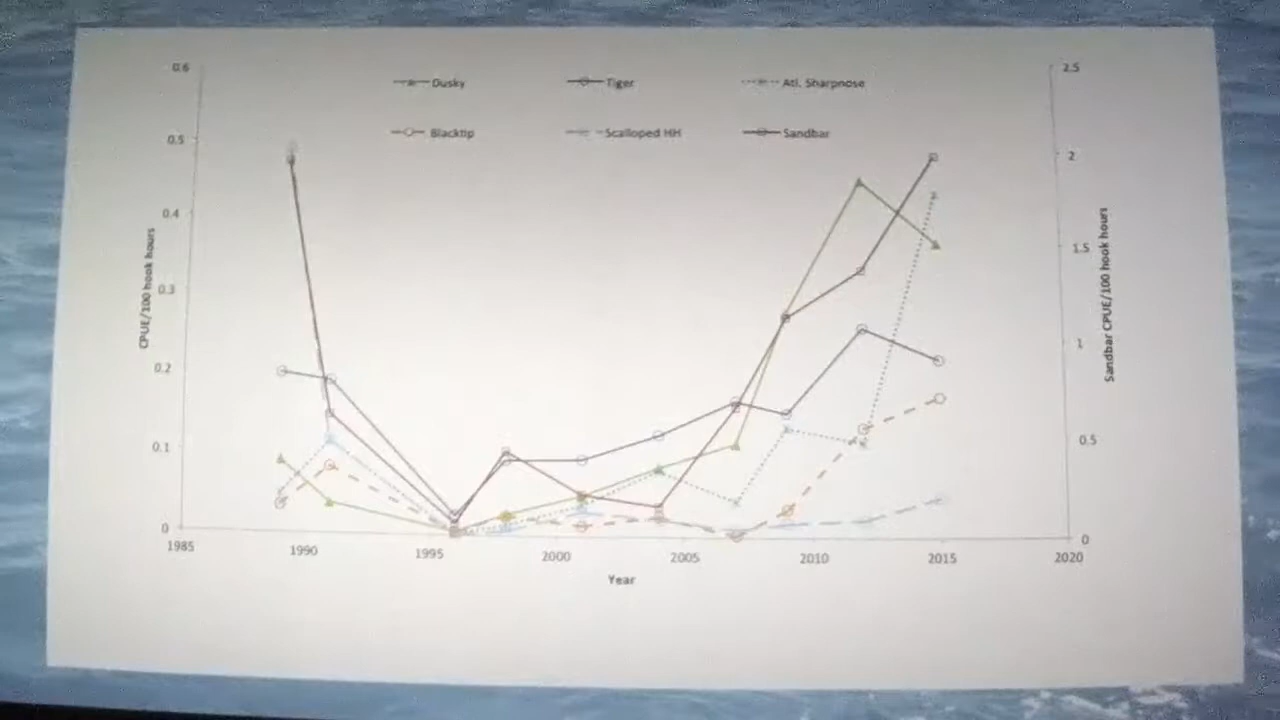 0.6
Dusky
Tiger
Atl. Sharpnose
2.5
Blacktip
Scalloped HH
Sandbar
0.5
2
0.4
CPUE/100 hook hours
1.5
Sandbar CPUE/100 hook hours
0.3
1
0.2
0.1
0.5
0
0
1985
1990
1995
2000
2005
2010
2015
2020
Year